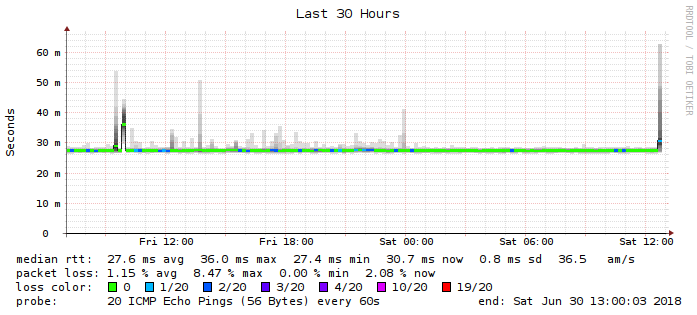 Last 30 Hours
RRDTOOL / TOBI OETIKER
Seconds
60 m
50 m
40 m
30 m
20 m
10 m
0
Fri 12:00 Fri 18:00 Sat 00:00 Sat 06:00 Sat 12:00
median rtt: 27.6 ms avg 36.0 ms max 27.4 ms min 30.7 ms now 0.8 ms sd 36.5 am/s
packet loss: 1.15 % avg 8.47 % max 0.00 % min 2.08 % now
loss color: 0 1/20 2/20 3/20 4/20 10/20 19/20
probe: 20 ICMP Echo Pings (56 Bytes) every 60s end: Sat Jun 30 13:00:03 2018